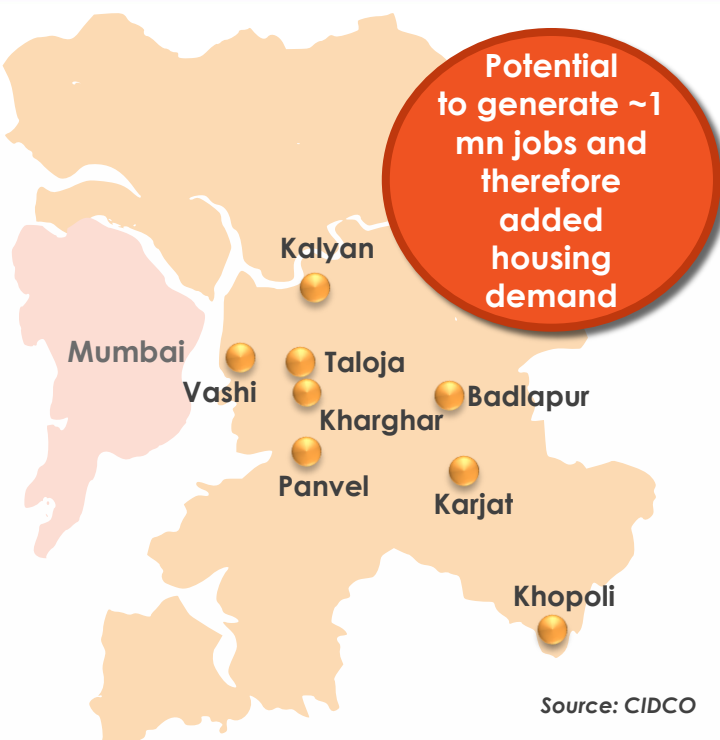 Potential
to generate ~1
mn jobs and
therefore
added
housing
demand
Kalyan
Mumbai
Taloja
Vashi
Badlapur
Kharghar
Panvel
Karjat
Khopoli
Source: CIDCO